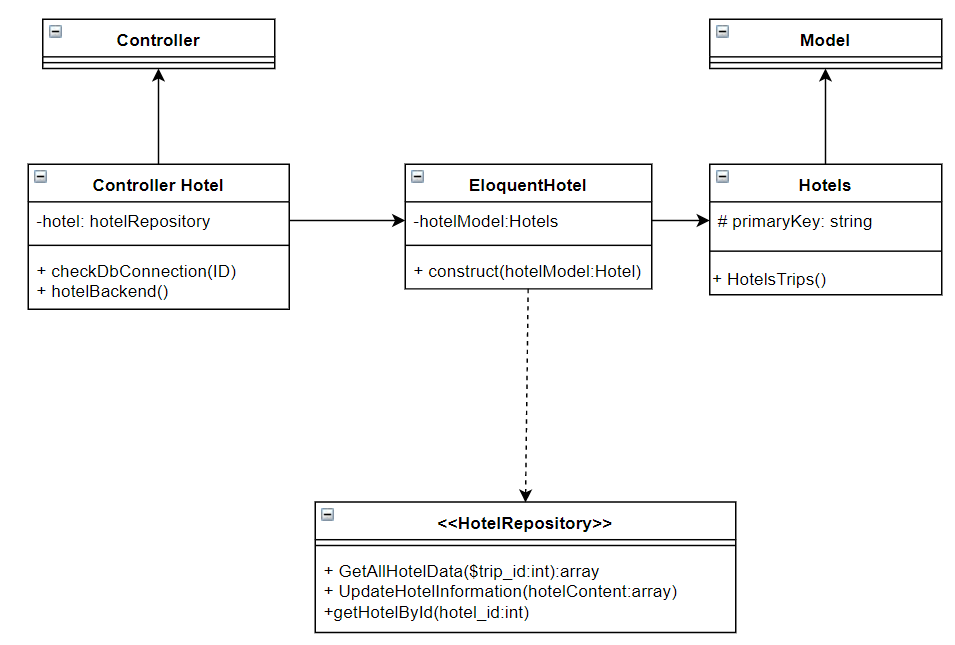 Controller
Model
Controller Hotel
-hotel: hotelRepository
+ checkDbConnection(ID)
+ hotelBackend()
EloquentHotel
-hotelModel:Hotels
+ construct(hotelModel:Hotel)
Hotels
# primaryKey: string
+ HotelsTrips()
<<HotelRepository>>
+ GetAllHotelData($trip_id:int):array
+ UpdateHotelInformation(hotelContent:array)
+getHotelById(hotel_id:int)